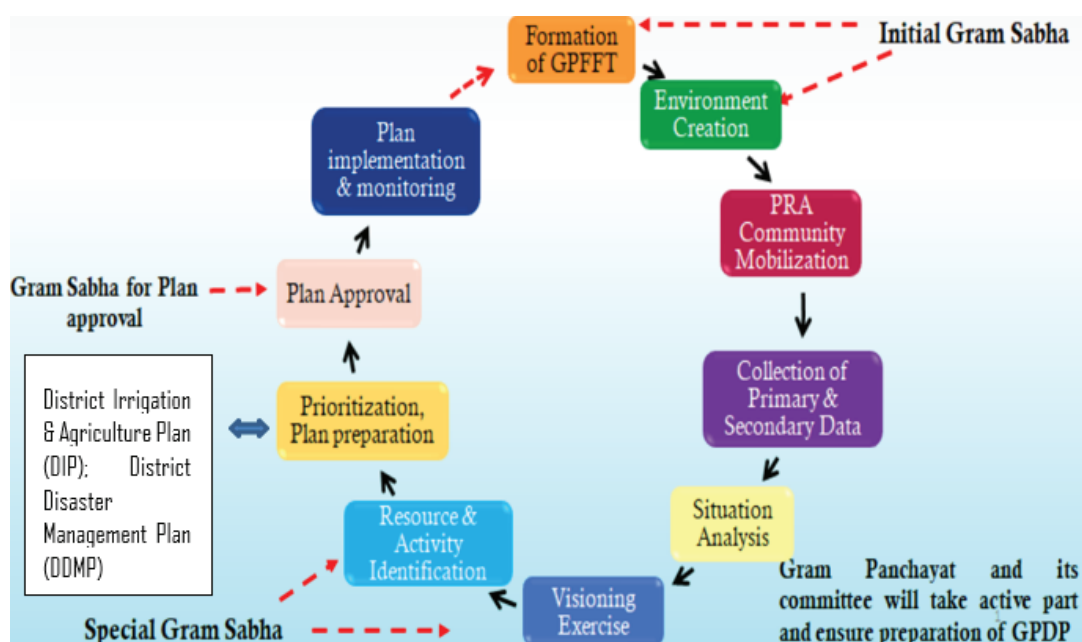 Formation
of GPFFT
Initial Gram Sabha
Environment
Creation
Plan
implementation
& monitoring
PRA
Community
Mobilization
Gram Sabha for Plan
approval
Plan Approval
Collection of
Primary &
Secondary Data
District Irrigation
& Agriculture Plan
(DIP); District
Disaster
Management Plan
(DDMP)
Prioritization,
Plan preparation
Situation
Analysis
Resource &
Activity
Identification
Visioning
Exercise
Gram Panchayat and its
committee will take active part
and ensure preparation of GPDP
Special Gram Sabha